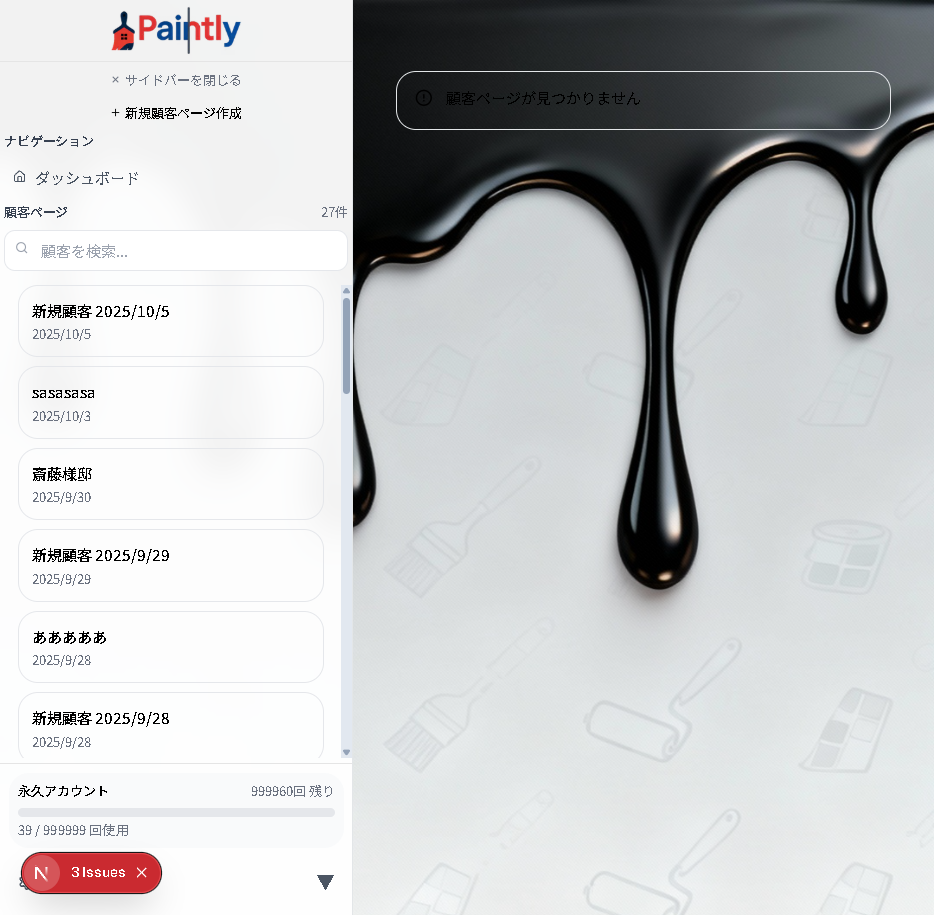 Paintly
× サイドバーを閉じる
+ 新規顧客ページ作成
ナビゲーション
ダッシュボード
顧客ページ 27件
顧客を検索...
新規顧客 2025/10/5
2025/10/5
sasasasa
2025/10/3
斎藤様邸
2025/9/30
新規顧客 2025/9/29
2025/9/29
あああああ
2025/9/28
新規顧客 2025/9/28
2025/9/28
永久アカウント 999960回 残り
39 / 999999 回使用
N 3 Issues ×
顧客ページが見つかりません